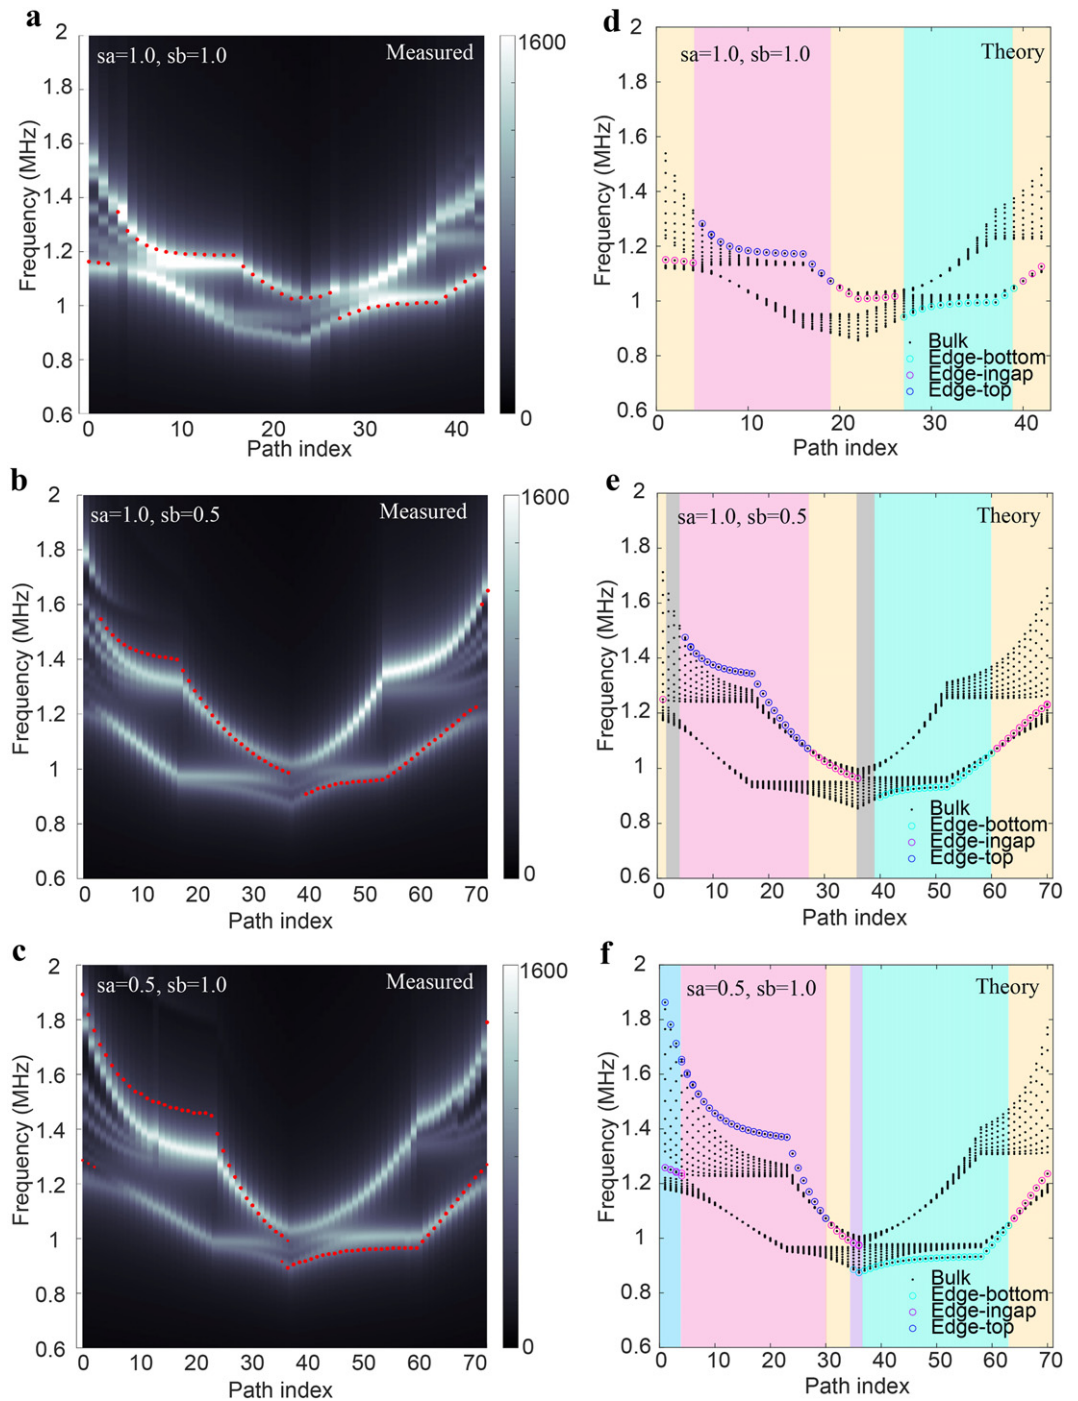 a
sa=1.0, sb=1.0
Measured
Frequency (MHz)
2
1.8
1.6
1.4
1.2
1
0.8
0.6
0 10 20 30 40
Path index
1600
0
d
sa=1.0, sb=1.0
Theory
Frequency (MHz)
2
1.8
1.6
1.4
1.2
1
0.8
0.6
Bulk
Edge-bottom
Edge-ingap
Edge-top
0 10 20 30 40
Path index
b
sa=1.0, sb=0.5
Measured
Frequency (MHz)
2
1.8
1.6
1.4
1.2
1
0.8
0.6
0 10 20 30 40 50 60 70
Path index
1600
0
e
sa=1.0, sb=0.5
Theory
Frequency (MHz)
2
1.8
1.6
1.4
1.2
1
0.8
0.6
Bulk
Edge-bottom
Edge-ingap
Edge-top
0 10 20 30 40 50 60 70
Path index
c
sa=0.5, sb=1.0
Measured
Frequency (MHz)
2
1.8
1.6
1.4
1.2
1
0.8
0.6
0 10 20 30 40 50 60 70
Path index
1600
0
f
sa=0.5, sb=1.0
Theory
Frequency (MHz)
2
1.8
1.6
1.4
1.2
1
0.8
0.6
Bulk
Edge-bottom
Edge-ingap
Edge-top
0 10 20 30 40 50 60 70
Path index